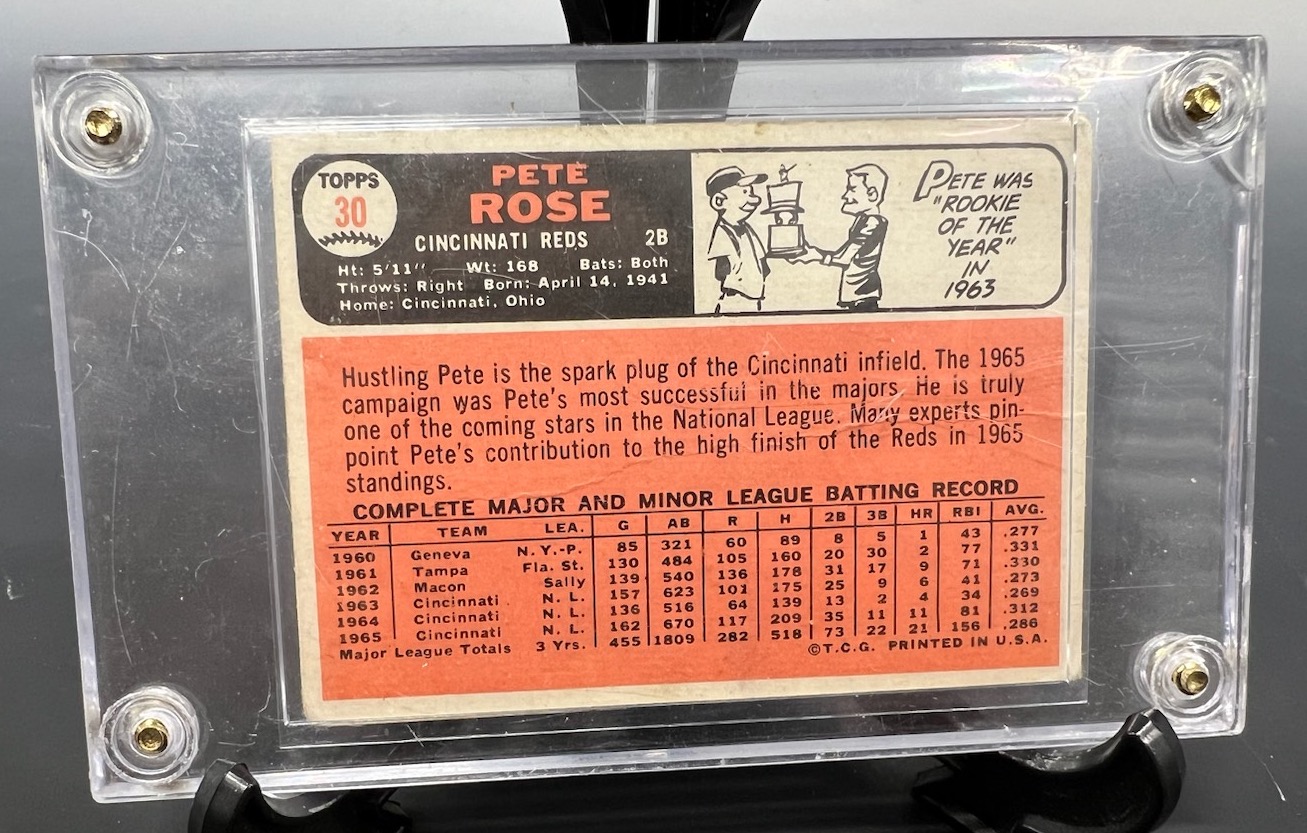 TOPPS
30
PETE
ROSE
CINCINNATI REDS 2B
Ht: 5'11" Wt: 168 Bats: Both
Throws: Right Born: April 14, 1941
Home: Cincinnati, Ohio
PETE WAS
"ROOKIE
OF THE
YEAR"
IN
1963
Hustling Pete is the spark plug of the Cincinnati infield. The 1965
campaign was Pete's most successful in the majors. He is truly
one of the coming stars in the National League. Many experts pin-
point Pete's contribution to the high finish of the Reds in 1965
standings.
COMPLETE MAJOR AND MINOR LEAGUE BATTING RECORD
YEAR TEAM LEA. G AB R H 2B 3B HR RBI AVG.
1960 Geneva N.Y.-P. 85 321 60 89 8 5 1 43 .277
1961 Tampa Fla. St. 130 484 105 160 20 30 2 77 .331
1962 Macon Sally 139 540 136 178 31 17 9 71 .330
1963 Cincinnati N. L. 157 623 101 175 25 9 6 41 .273
1964 Cincinnati N. L. 136 516 64 139 13 2 4 34 .269
1965 Cincinnati N. L. 162 670 117 209 35 11 11 81 .312
Major League Totals 3 Yrs. 455 1809 282 518 73 22 21 156 .286
©T.C.G. PRINTED IN U.S.A.